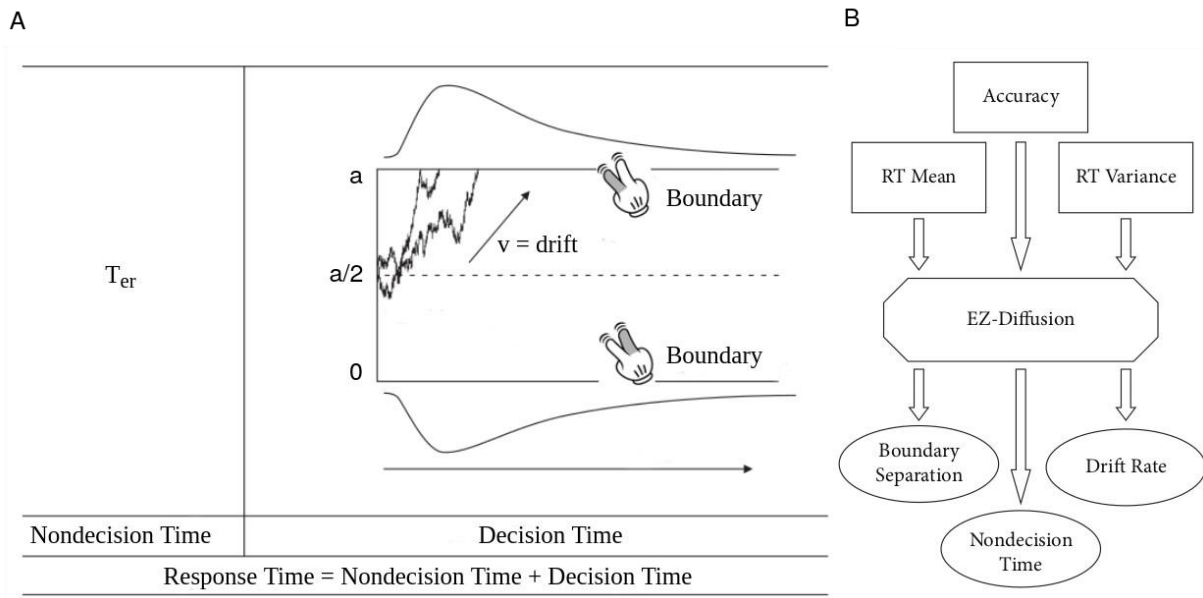 A
T_er
a
a/2
0
Boundary
v = drift
Boundary
Nondecision Time
Decision Time
Response Time = Nondecision Time + Decision Time
B
Accuracy
RT Mean
RT Variance
EZ-Diffusion
Boundary
Separation
Drift Rate
Nondecision
Time